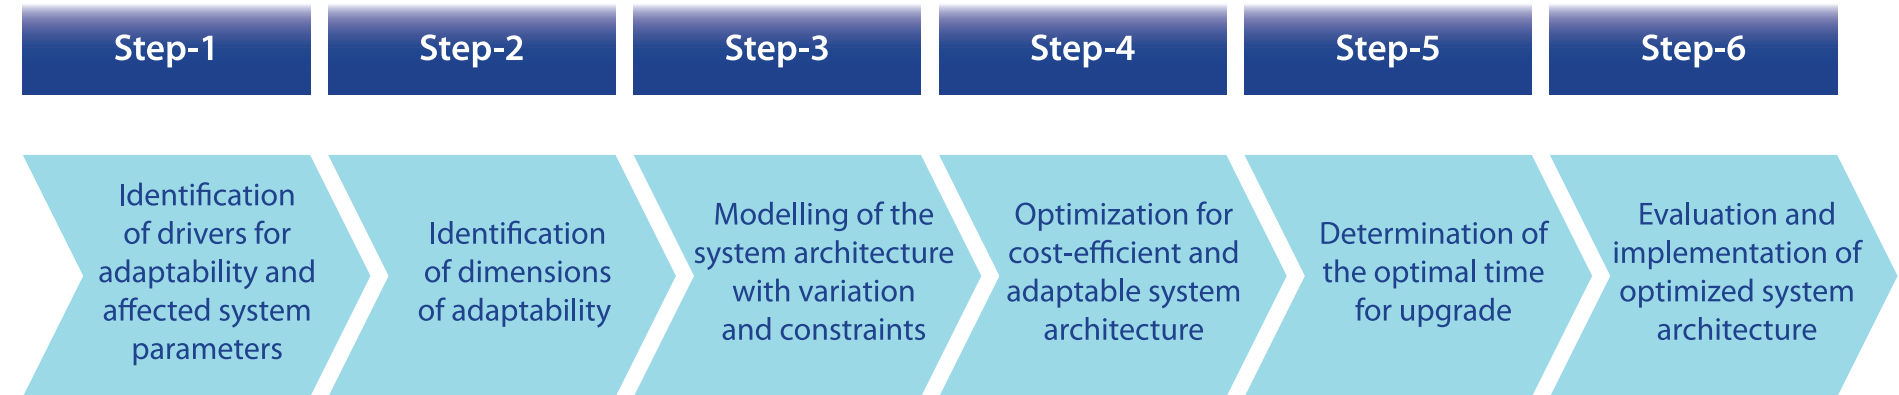 Step-1
Step-2
Step-3
Step-4
Step-5
Step-6
Identification
of drivers for
adaptability and
affected system
parameters
Identification
of dimensions
of adaptability
Modelling of the
system architecture
with variation
and constraints
Optimization for
cost-efficient and
adaptable system
architecture
Determination of
the optimal time
for upgrade
Evaluation and
implementation of
optimized system
architecture